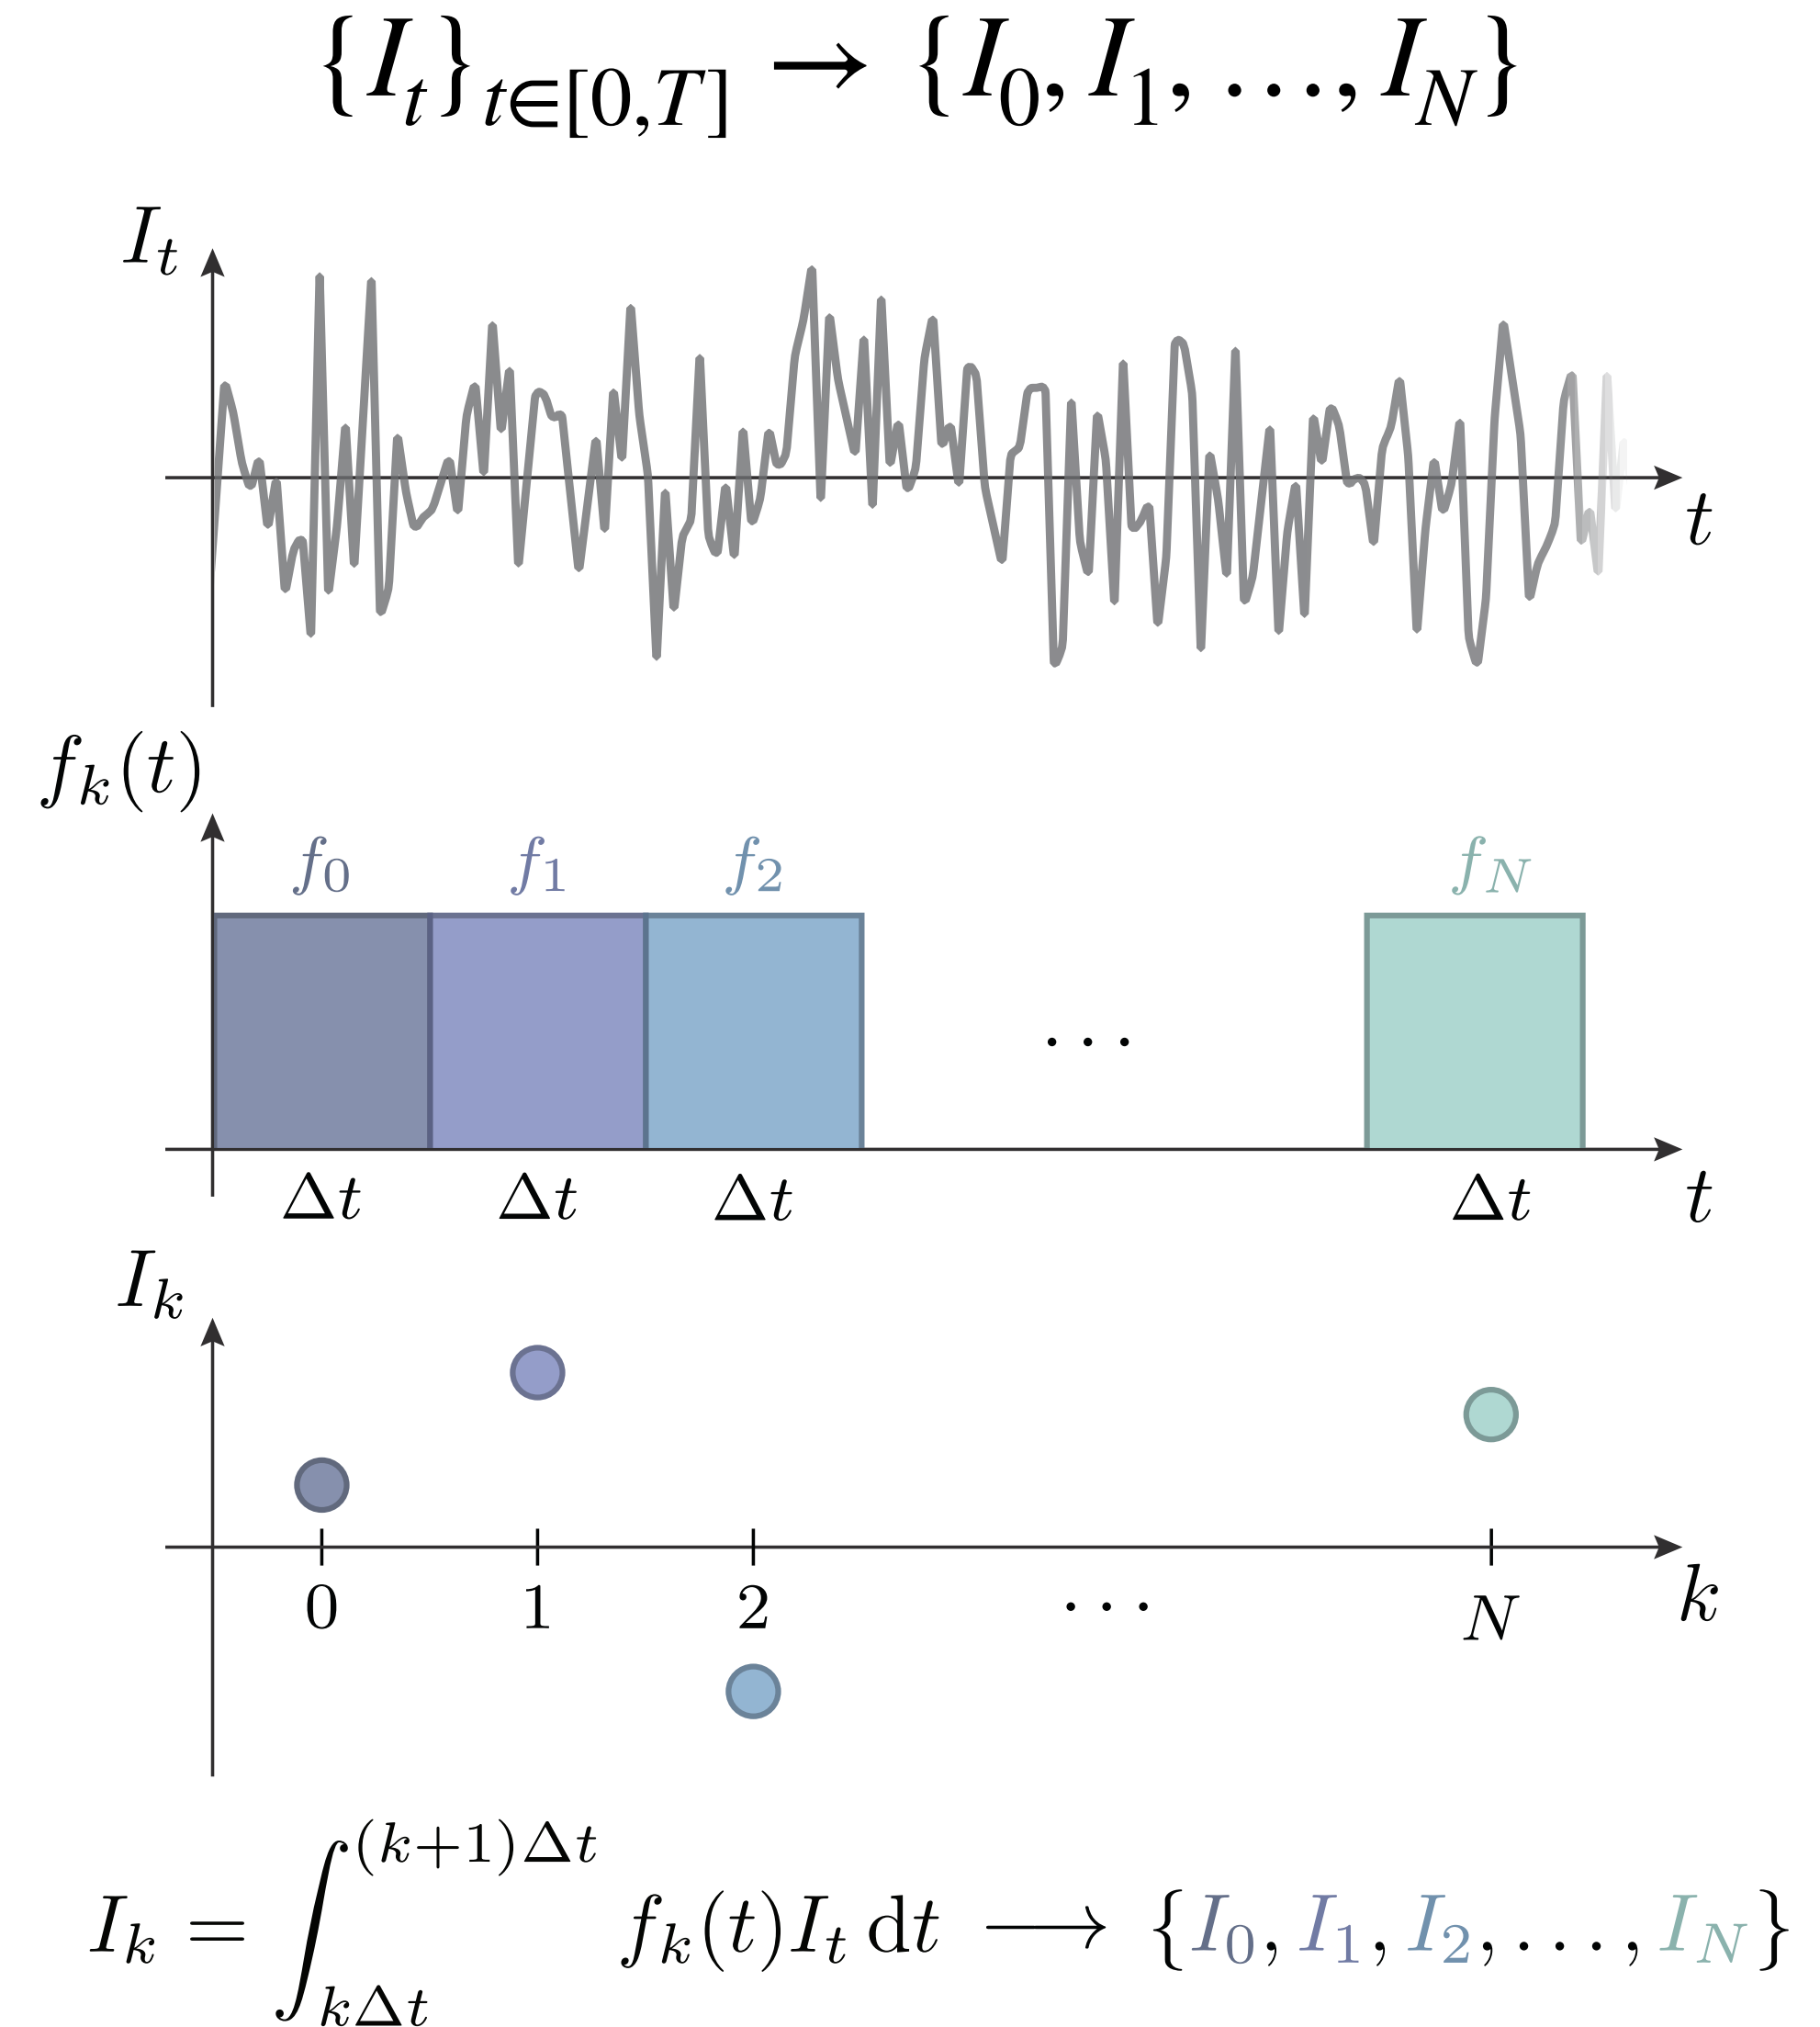 {I_t}_{t∈[0,T]} → {I_0, I_1, ..., I_N}
I_t
t
f_k(t)
f_0 f_1 f_2 f_N
...
Δt Δt Δt Δt
t
I_k
0 1 2 ... N
k
I_k = ∫_{kΔt}^{(k+1)Δt} f_k(t)I_t dt ⟶ {I_0, I_1, I_2, ..., I_N}